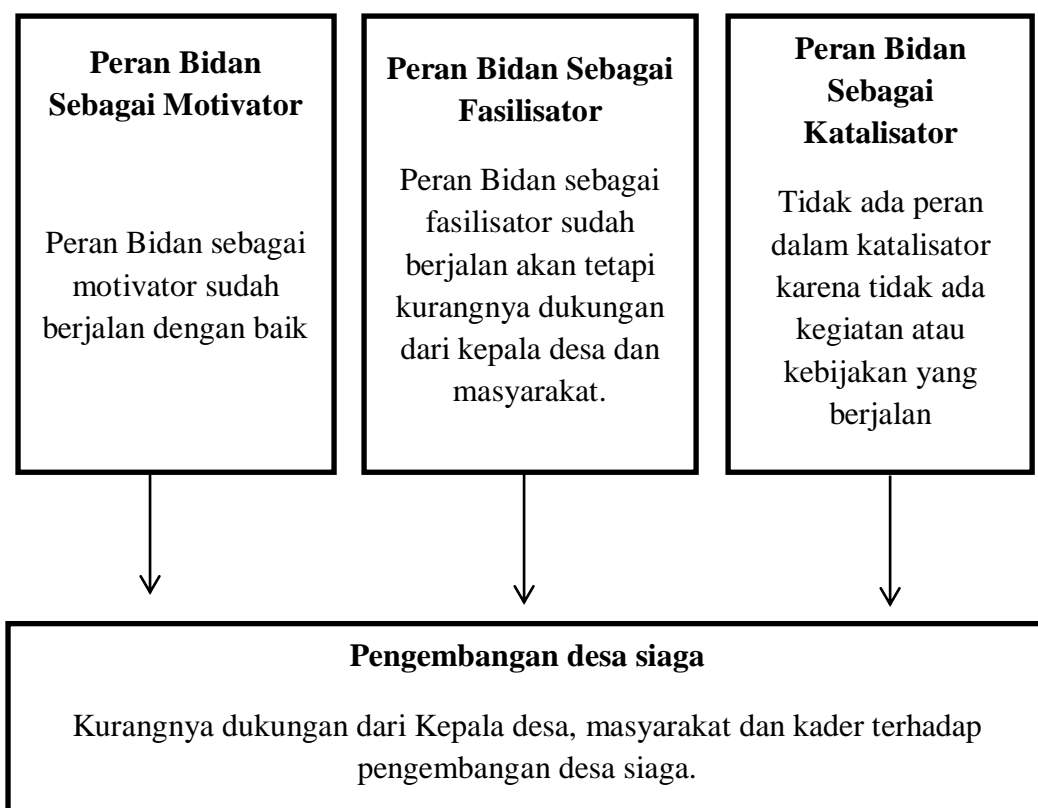 Peran Bidan
Sebagai Motivator
Peran Bidan sebagai
motivator sudah
berjalan dengan baik
Peran Bidan Sebagai
Fasilisator
Peran Bidan sebagai
fasilisator sudah
berjalan akan tetapi
kurangnya dukungan
dari kepala desa dan
masyarakat.
Peran Bidan
Sebagai
Katalisator
Tidak ada peran
dalam katalisator
karena tidak ada
kegiatan atau
kebijakan yang
berjalan
Pengembangan desa siaga
Kurangnya dukungan dari Kepala desa, masyarakat dan kader terhadap
pengembangan desa siaga.